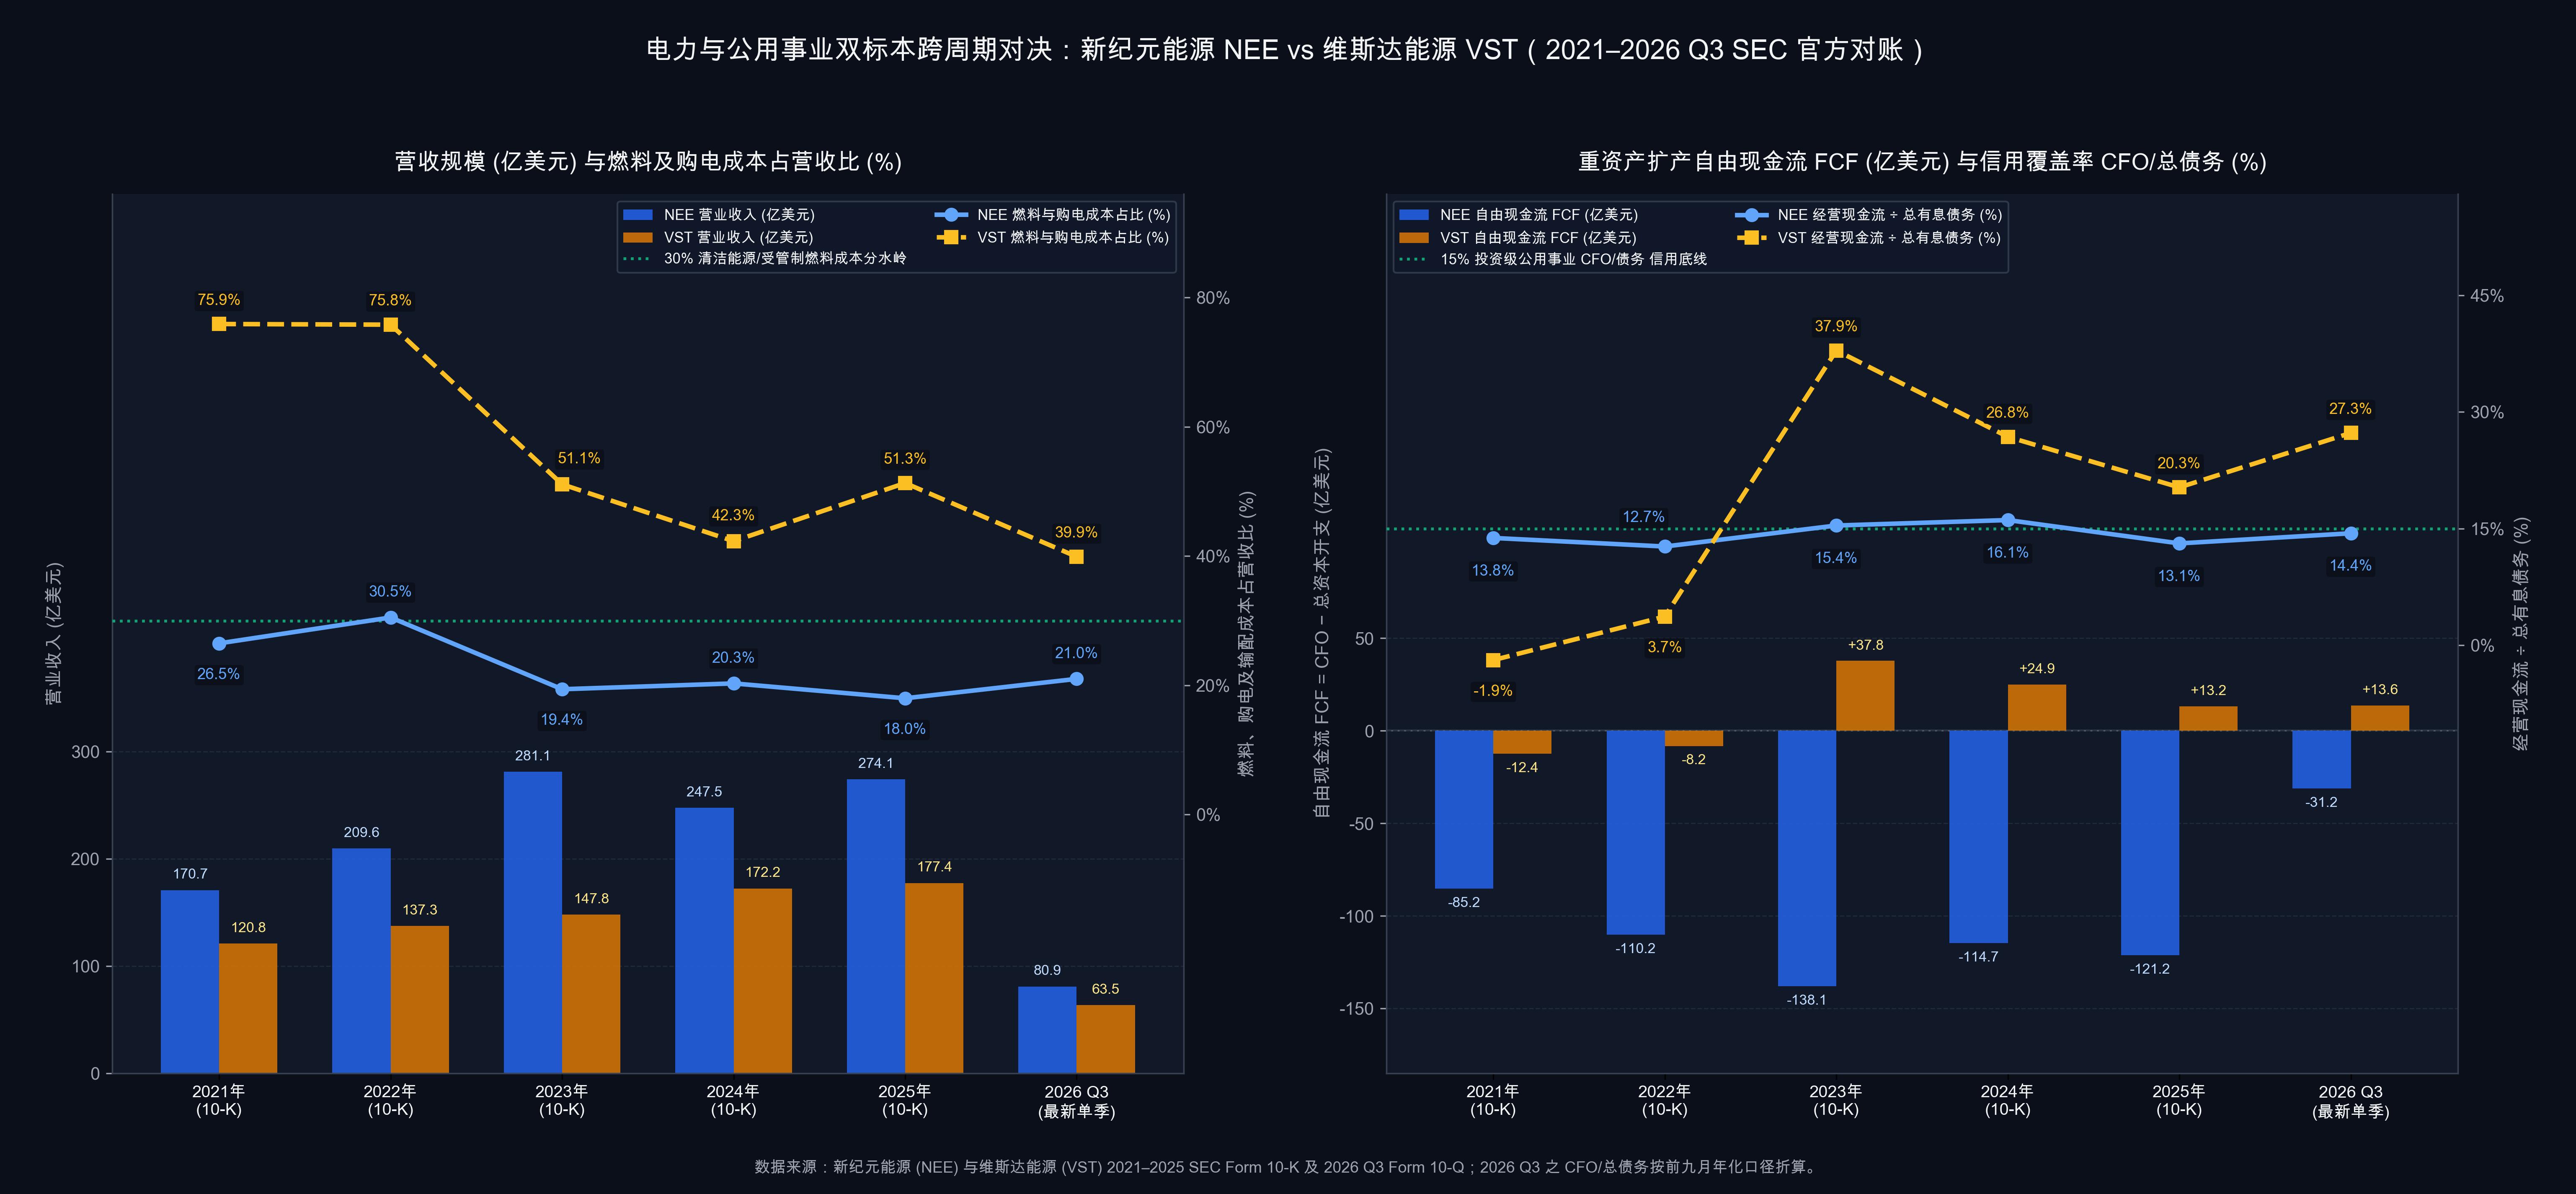 电力与公用事业双标本跨周期对决：新纪元能源 NEE vs 维斯达能源 VST（2021–2026 Q3 SEC 官方对账）
营收规模 (亿美元) 与燃料及购电成本占营收比 (%)
NEE 营业收入 (亿美元)
VST 营业收入 (亿美元)
30% 清洁能源/受管制燃料成本分水岭
NEE 燃料与购电成本占比 (%)
VST 燃料与购电成本占比 (%)
营业收入 (亿美元)
300
200
100
0
80%
60%
40%
20%
0%
燃料、购电及输配成本占营收比 (%)
75.9%
75.8%
51.1%
42.3%
51.3%
39.9%
26.5%
30.5%
19.4%
20.3%
18.0%
21.0%
170.7
120.8
209.6
137.3
281.1
147.8
247.5
172.2
274.1
177.4
80.9
63.5
2021年
(10-K)
2022年
(10-K)
2023年
(10-K)
2024年
(10-K)
2025年
(10-K)
2026 Q3
(最新单季)
重资产扩产自由现金流 FCF (亿美元) 与信用覆盖率 CFO/总债务 (%)
NEE 自由现金流 FCF (亿美元)
VST 自由现金流 FCF (亿美元)
15% 投资级公用事业 CFO/债务 信用底线
NEE 经营现金流 ÷ 总有息债务 (%)
VST 经营现金流 ÷ 总有息债务 (%)
自由现金流 FCF = CFO − 总资本开支 (亿美元)
50
0
-50
-100
-150
45%
30%
15%
0%
经营现金流 ÷ 总有息债务 (%)
-1.9%
3.7%
37.9%
26.8%
20.3%
27.3%
13.8%
12.7%
15.4%
16.1%
13.1%
14.4%
-85.2
-12.4
-110.2
-8.2
-138.1
+37.8
-114.7
+24.9
-121.2
+13.2
-31.2
+13.6
2021年
(10-K)
2022年
(10-K)
2023年
(10-K)
2024年
(10-K)
2025年
(10-K)
2026 Q3
(最新单季)
数据来源：新纪元能源 (NEE) 与维斯达能源 (VST) 2021–2025 SEC Form 10-K 及 2026 Q3 Form 10-Q；2026 Q3 之 CFO/总债务按前九月年化口径折算。